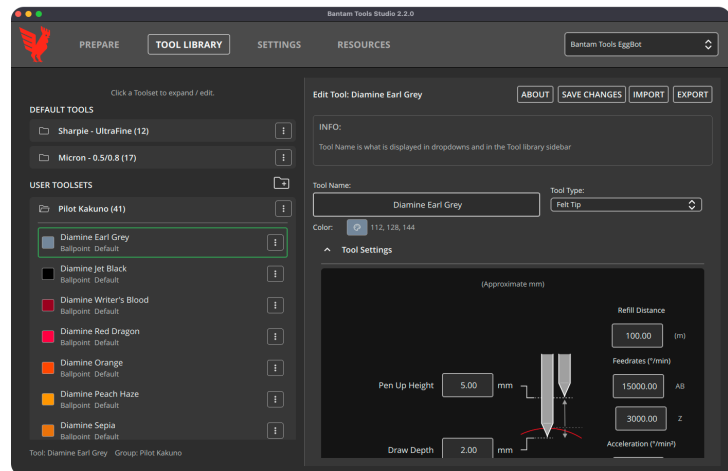 Bantam Tools Studio 2.2.0
PREPARE
TOOL LIBRARY
SETTINGS
RESOURCES
Bantam Tools EggBot
Click a Toolset to expand / edit.
DEFAULT TOOLS
Sharpie - UltraFine (12)
Micron - 0.5/0.8 (17)
USER TOOLSETS
Pilot Kakuno (41)
Diamine Earl Grey
Ballpoint Default
Diamine Jet Black
Ballpoint Default
Diamine Writer's Blood
Ballpoint Default
Diamine Red Dragon
Ballpoint Default
Diamine Orange
Ballpoint Default
Diamine Peach Haze
Ballpoint Default
Diamine Sepia
Ballpoint Default
Tool: Diamine Earl Grey Group: Pilot Kakuno
Edit Tool: Diamine Earl Grey
ABOUT
SAVE CHANGES
IMPORT
EXPORT
INFO:
Tool Name is what is displayed in dropdowns and in the Tool library sidebar
Tool Name:
Diamine Earl Grey
Tool Type:
Felt Tip
Color:
112, 128, 144
Tool Settings
(Approximate mm)
Refill Distance
100.00 (m)
Feedrates (°/min)
Pen Up Height 5.00 mm
15000.00 AB
3000.00 Z
Acceleration (°/min²)
Draw Depth 2.00 mm